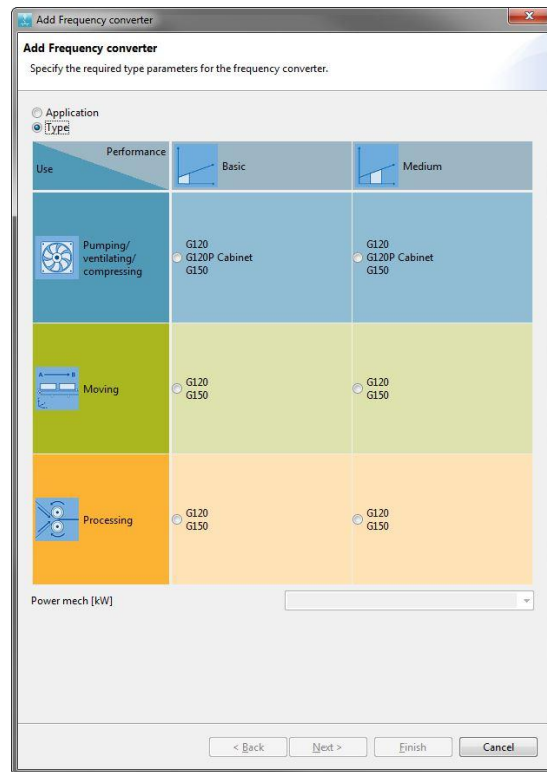 Add Frequency converter
Add Frequency converter
Specify the required type parameters for the frequency converter.
Application
Type
Performance
Use
Basic
Medium
Pumping/
ventilating/
compressing
G120
G120P Cabinet
G150
G120
G120P Cabinet
G150
A B
Moving
G120
G150
G120
G150
Processing
G120
G150
G120
G150
Power mech [kW]
< Back
Next >
Finish
Cancel